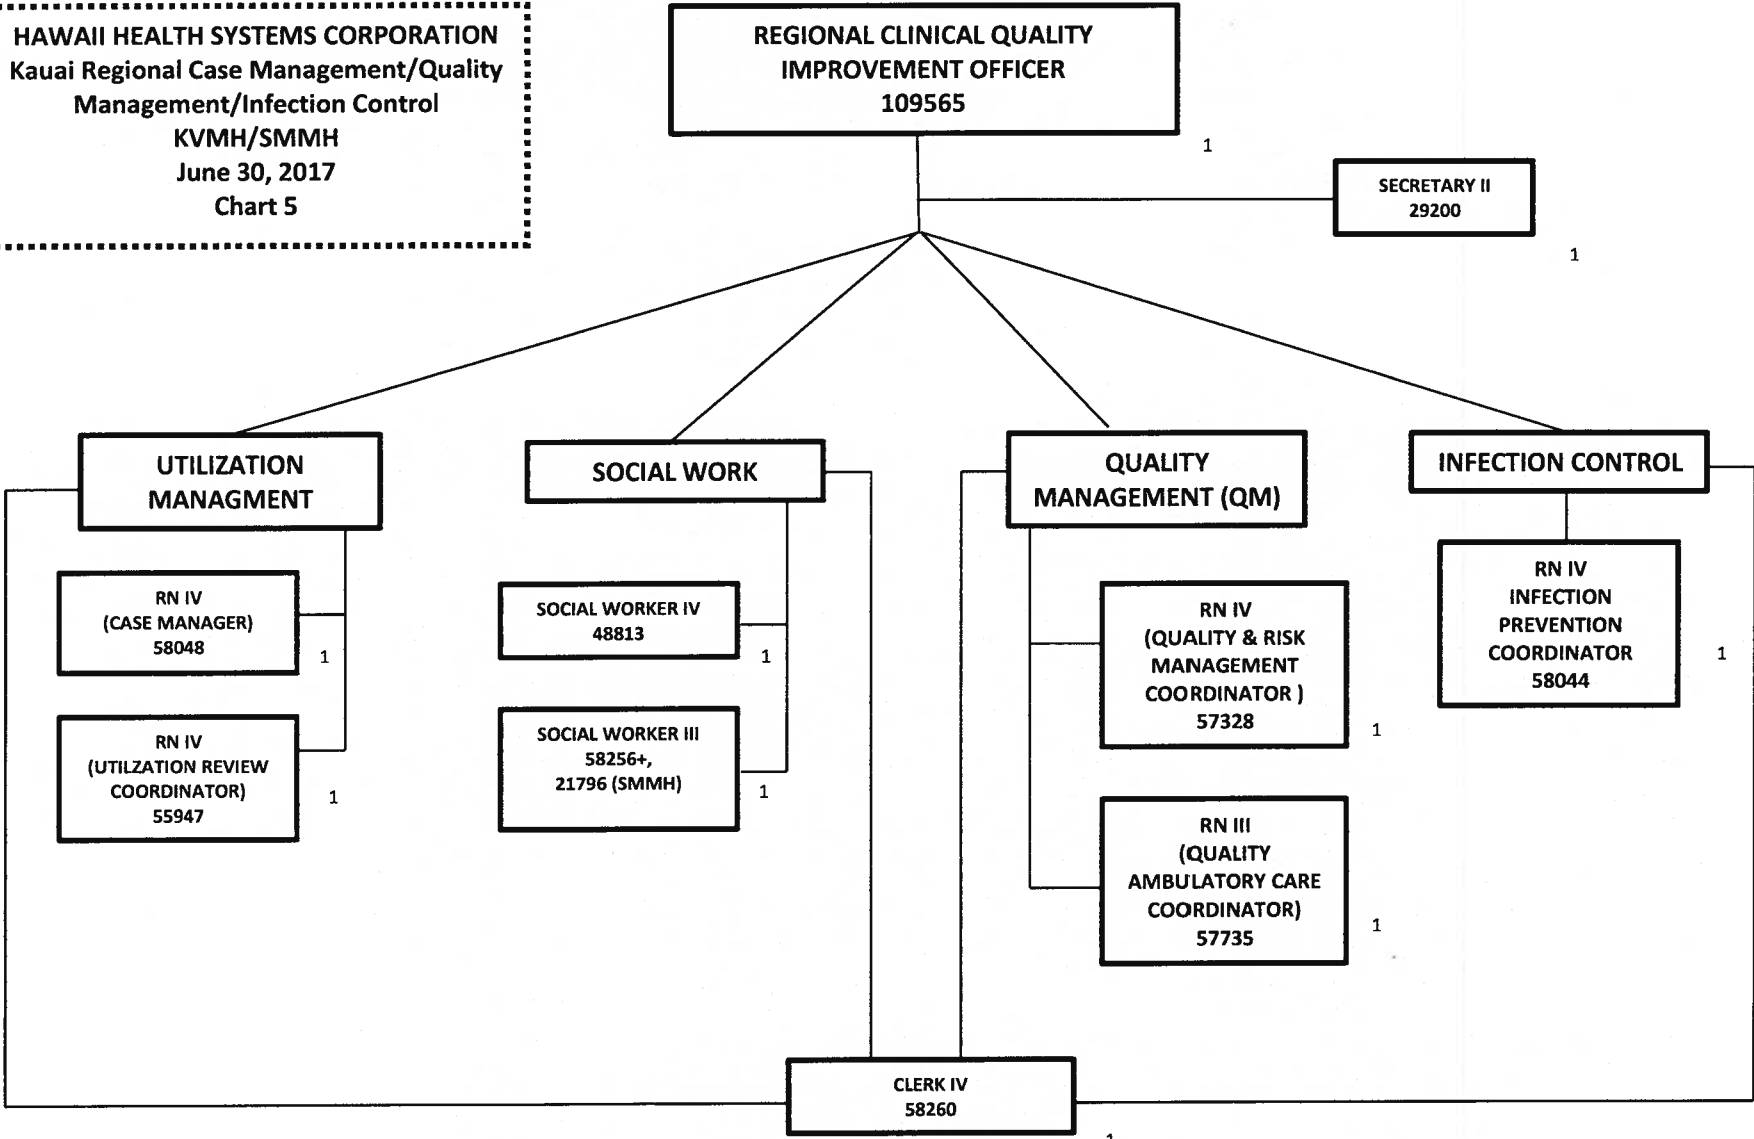 HAWAII HEALTH SYSTEMS CORPORATION
Kauai Regional Case Management/Quality
Management/Infection Control
KVMH/SMMH
June 30, 2017
Chart 5
REGIONAL CLINICAL QUALITY
IMPROVEMENT OFFICER
109565
1
SECRETARY II
29200
1
UTILIZATION
MANAGMENT
RN IV
(CASE MANAGER)
58048
1
RN IV
(UTILZATION REVIEW
COORDINATOR)
55947
1
SOCIAL WORK
SOCIAL WORKER IV
48813
1
SOCIAL WORKER III
58256+,
21796 (SMMH)
1
QUALITY
MANAGEMENT (QM)
RN IV
(QUALITY & RISK
MANAGEMENT
COORDINATOR )
57328
1
RN III
(QUALITY
AMBULATORY CARE
COORDINATOR)
57735
1
INFECTION CONTROL
RN IV
INFECTION
PREVENTION
COORDINATOR
58044
1
CLERK IV
58260
1